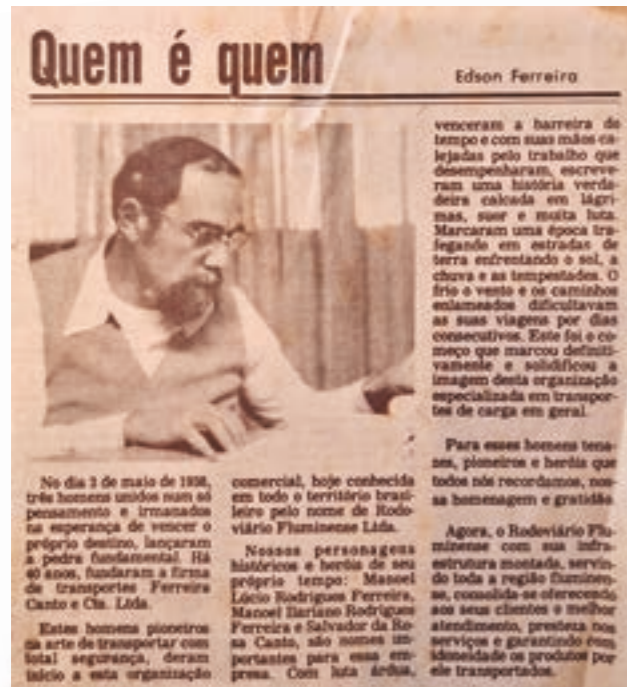 Quem é quem
Edson Ferreira
No dia 3 de maio de 1938,
três homens unidos num só
pensamento e irmanados
na esperança de vencer o
próprio destino, lançaram
a pedra fundamental. Há
40 anos, fundaram a firma
de transportes Ferreira
Canto e Cia. Ltda.
Estes homens pioneiros
na arte de transportar com
total segurança, deram
início a esta organização
comercial, hoje conhecida
em todo o território brasi-
leiro pelo nome de Rodo-
viário Fluminense Ltda.
Nossos personagens
históricos e heróis de seu
próprio tempo: Manoel
Lúcio Rodrigues Ferreira,
Manoel Ilariano Rodrigues
Ferreira e Salvador da Ro-
sa Canto, são nomes im-
portantes para essa em-
presa. Com luta árdua,
venceram a barreira do
tempo e com suas mãos ca-
lejadas pelo trabalho que
desempenharam, escreve-
ram uma história verda-
deira calcada em lágri-
mas, suor e muita luta.
Marcaram uma época tra-
fegando em estradas de
terra enfrentando o sol, a
chuva e as tempestades. O
frio o vento e os caminhos
enlameados dificultavam
as suas viagens por dias
consecutivos. Este foi o co-
meço que marcou definiti-
vamente e solidificou a
imagem desta organização
especializada em transpor-
tes de carga em geral.
Para esses homens tena-
ses, pioneiros e heróis que
todos nós recordamos, nos-
sa homenagem e gratidão
Agora, o Rodoviário Flu-
minense com sua infra-
estrutura montada, servin-
do toda a região fluminen-
se, consolida-se oferecendo
aos seus clientes o melhor
atendimento, presteza nos
serviços e garantindo com
idoneidade os produtos por
ele transportados.